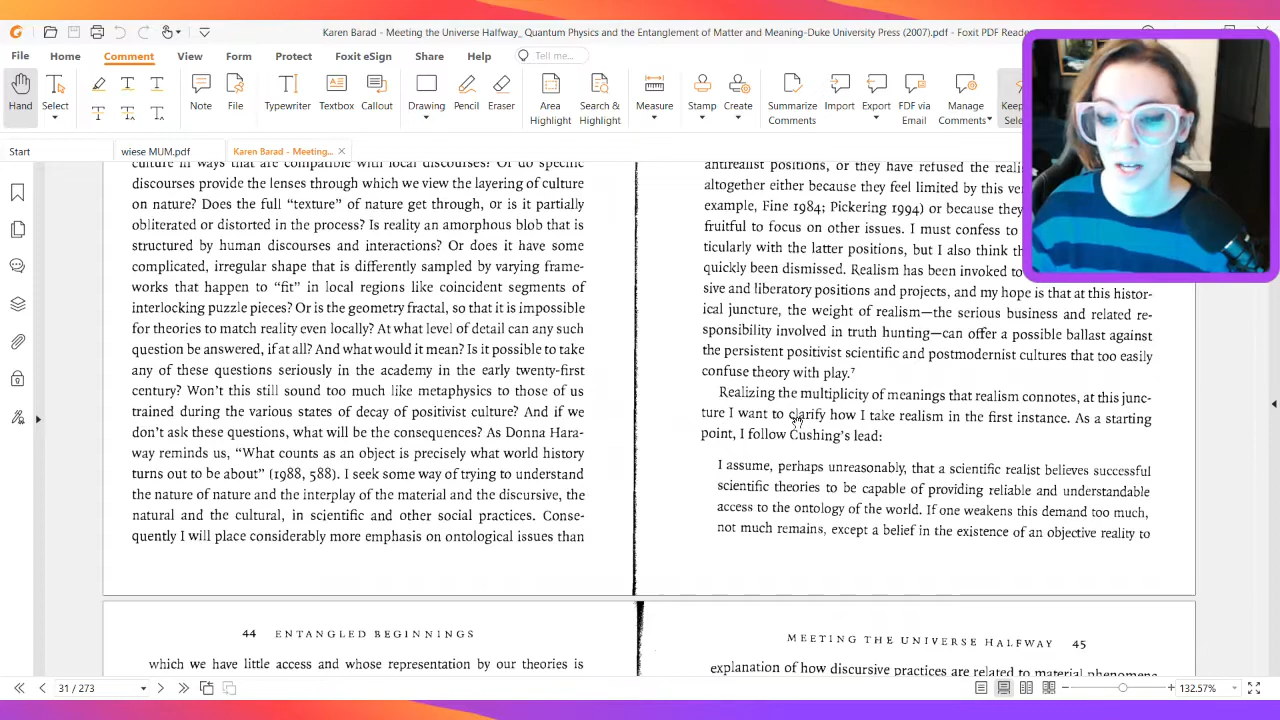 Karen Barad - Meeting the Universe Halfway_ Quantum Physics and the Entanglement of Matter and Meaning-Duke University Press (2007).pdf - Foxit PDF Reade
File Home Comment View Form Protect Foxit eSign Share Help Tell me...
Hand Select Note File Typewriter Textbox Callout Drawing Pencil Eraser Area Highlight Search & Highlight Measure Stamp Create Summarize Comments Import Export FDF via Email Manage Comments Keep Sele
Start wiese MUM.pdf Karen Barad - Meeting...
culture in ways that are compatible with local discourses? Or do specific
discourses provide the lenses through which we view the layering of culture
on nature? Does the full “texture” of nature get through, or is it partially
obliterated or distorted in the process? Is reality an amorphous blob that is
structured by human discourses and interactions? Or does it have some
complicated, irregular shape that is differently sampled by varying frame-
works that happen to “fit” in local regions like coincident segments of
interlocking puzzle pieces? Or is the geometry fractal, so that it is impossible
for theories to match reality even locally? At what level of detail can any such
question be answered, if at all? And what would it mean? Is it possible to take
any of these questions seriously in the academy in the early twenty-first
century? Won’t this still sound too much like metaphysics to those of us
trained during the various states of decay of positivist culture? And if we
don’t ask these questions, what will be the consequences? As Donna Hara-
way reminds us, “What counts as an object is precisely what world history
turns out to be about” (1988, 588). I seek some way of trying to understand
the nature of nature and the interplay of the material and the discursive, the
natural and the cultural, in scientific and other social practices. Conse-
quently I will place considerably more emphasis on ontological issues than
antirealist positions, or they have refused the reali
altogether either because they feel limited by this ve
example, Fine 1984; Pickering 1994) or because they
fruitful to focus on other issues. I must confess to
ticularly with the latter positions, but I also think th
quickly been dismissed. Realism has been invoked to
sive and liberatory positions and projects, and my hope is that at this histor-
ical juncture, the weight of realism—the serious business and related re-
sponsibility involved in truth hunting—can offer a possible ballast against
the persistent positivist scientific and postmodernist cultures that too easily
confuse theory with play.7
Realizing the multiplicity of meanings that realism connotes, at this junc-
ture I want to clarify how I take realism in the first instance. As a starting
point, I follow Cushing’s lead:
I assume, perhaps unreasonably, that a scientific realist believes successful
scientific theories to be capable of providing reliable and understandable
access to the ontology of the world. If one weakens this demand too much,
not much remains, except a belief in the existence of an objective reality to
44 ENTANGLED BEGINNINGS
which we have little access and whose representation by our theories is
MEETING THE UNIVERSE HALFWAY 45
explanation of how discursive practices are related to material phenomena
31 / 273
132.57%